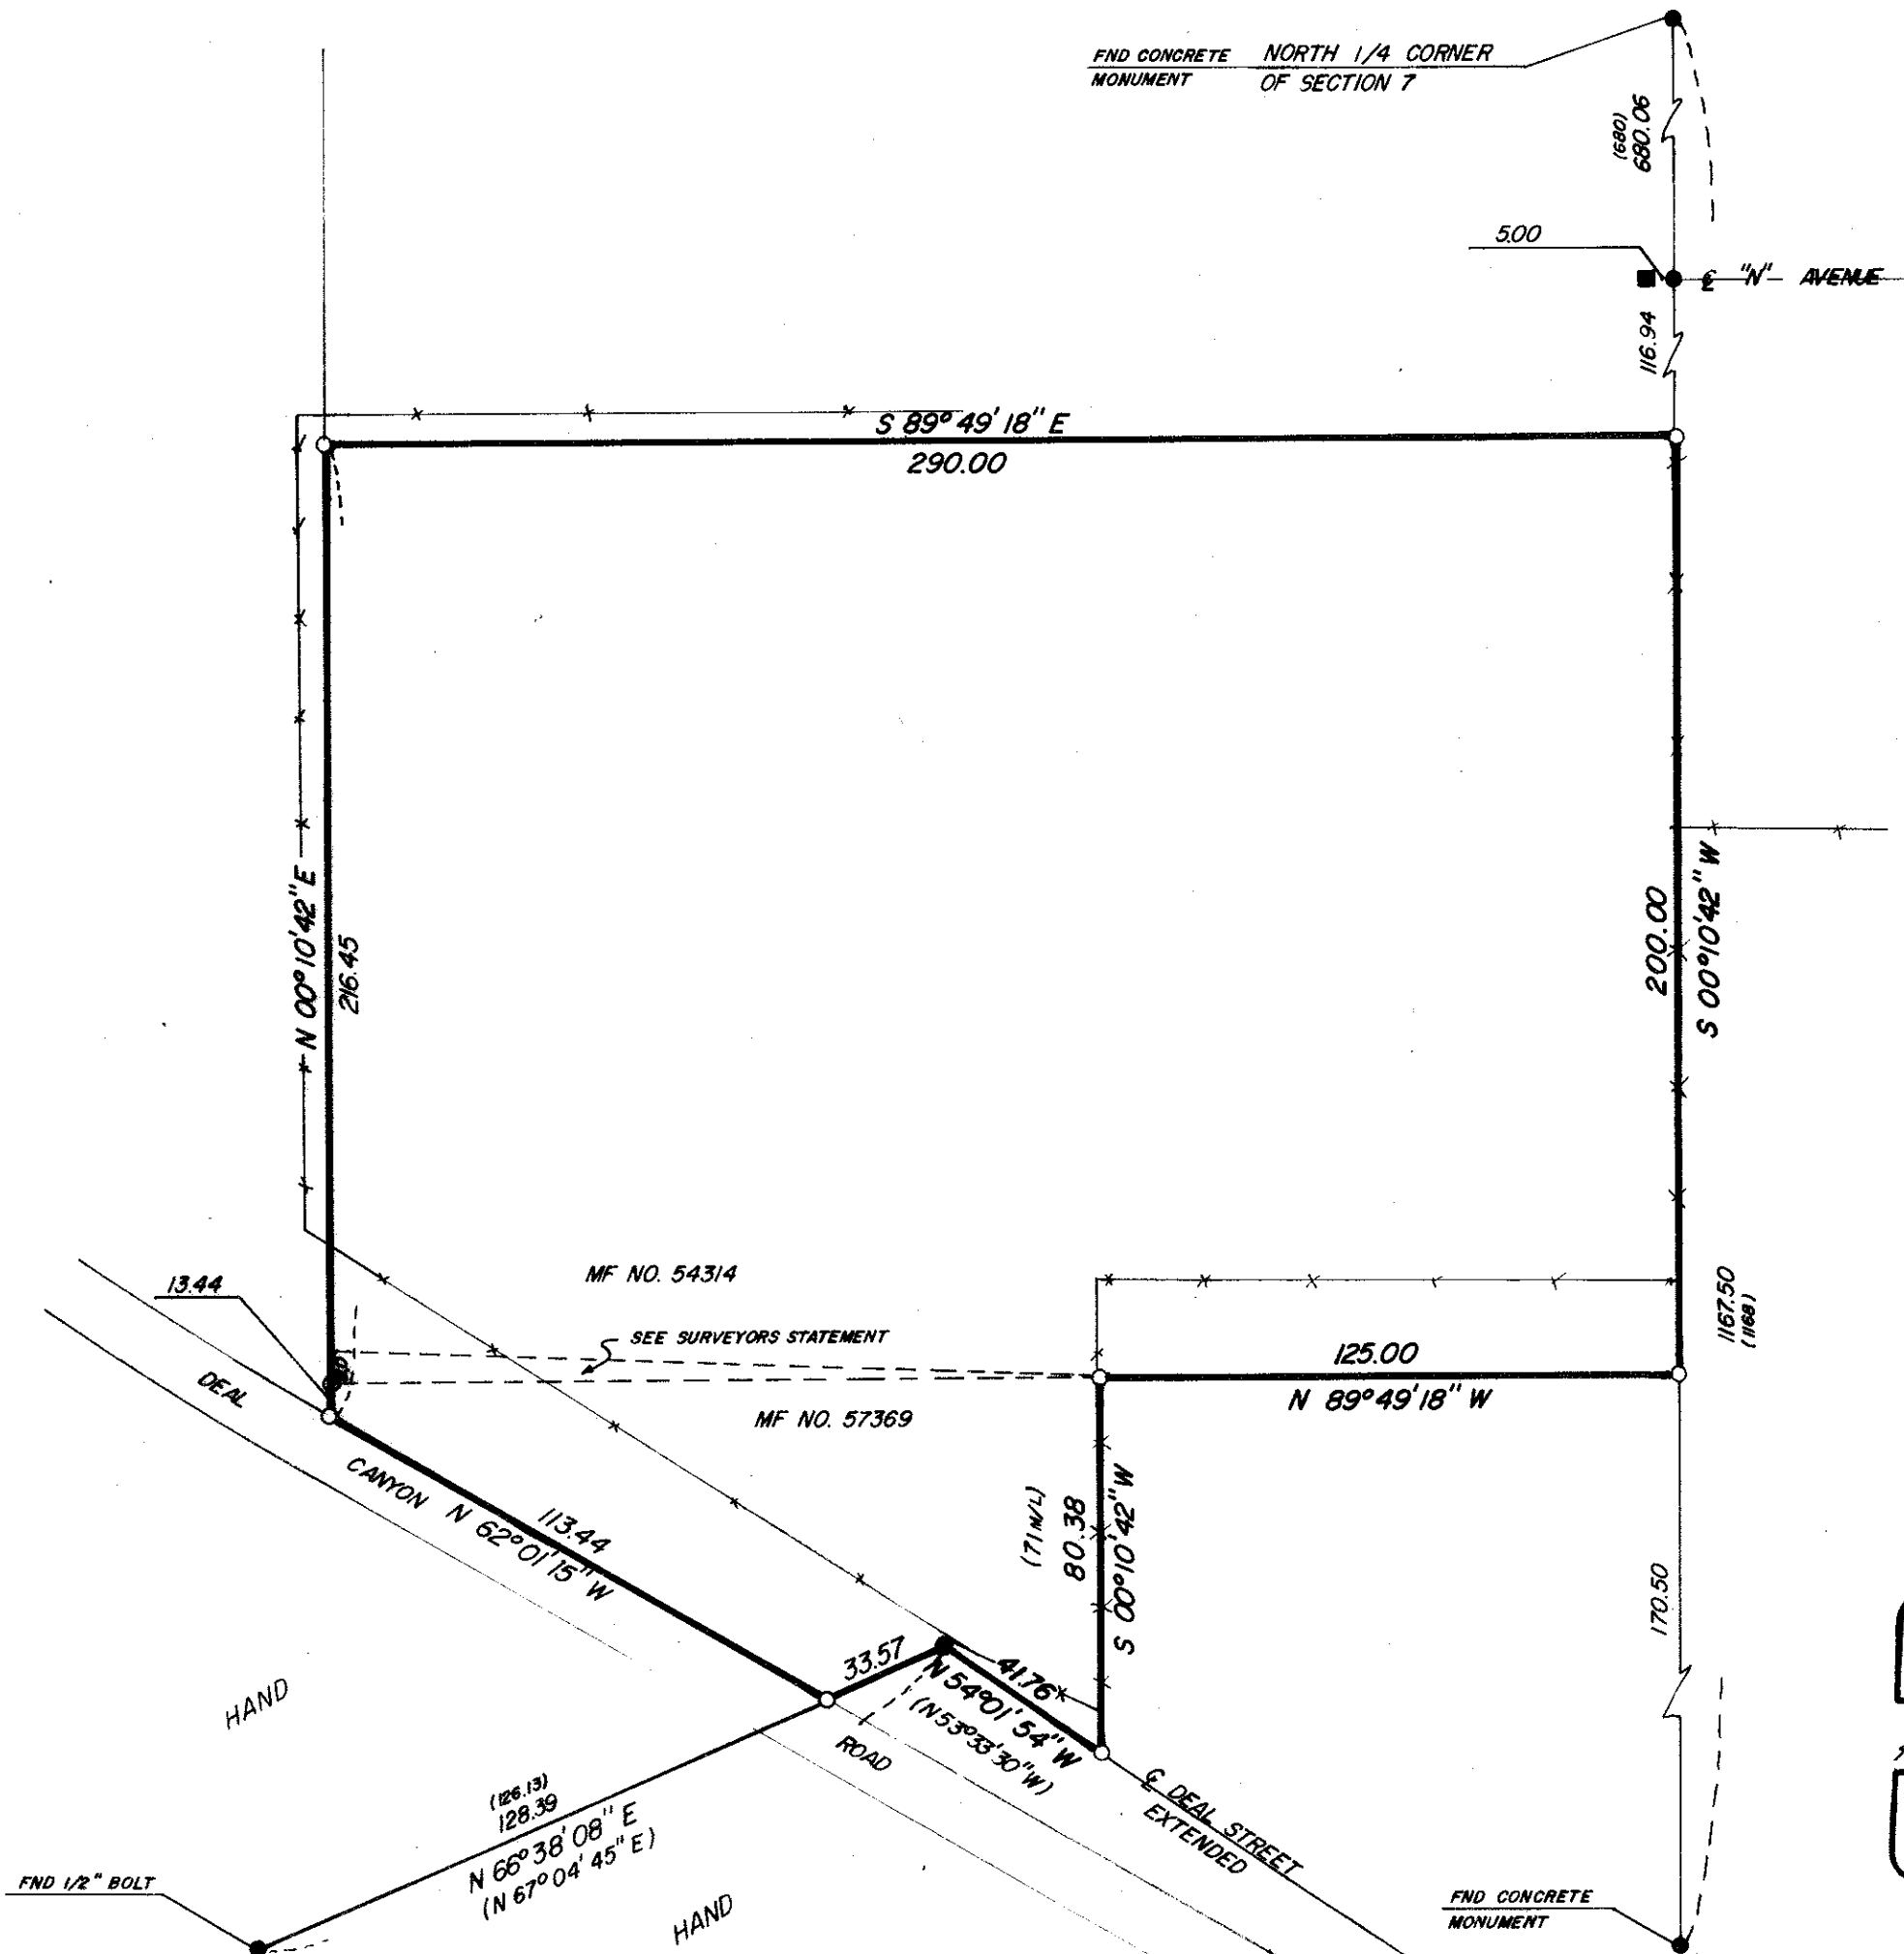 FND CONCRETE
MONUMENT
NORTH 1/4 CORNER
OF SECTION 7
(680)
680.06
5.00
℄ "N" AVENUE
116.94
S 89° 49' 18" E
290.00
N 00° 10' 42" E
216.45
200.00
S 00° 10' 42" W
13.44
MF NO. 54314
SEE SURVEYORS STATEMENT
MF NO. 57369
125.00
N 89° 49' 18" W
1167.50
(1168)
DEAL
CANYON
N 62° 01' 15" W
113.44
(71 M/L)
80.38
S 00° 10' 42" W
170.50
33.57
41.76
N 54° 01' 54" W
(N 53° 33' 30" W)
ROAD
HAND
(126.13)
128.39
N 66° 38' 08" E
(N 67° 04' 45" E)
℄ DEAL STREET
EXTENDED
FND 1/2" BOLT
HAND
FND CONCRETE
MONUMENT